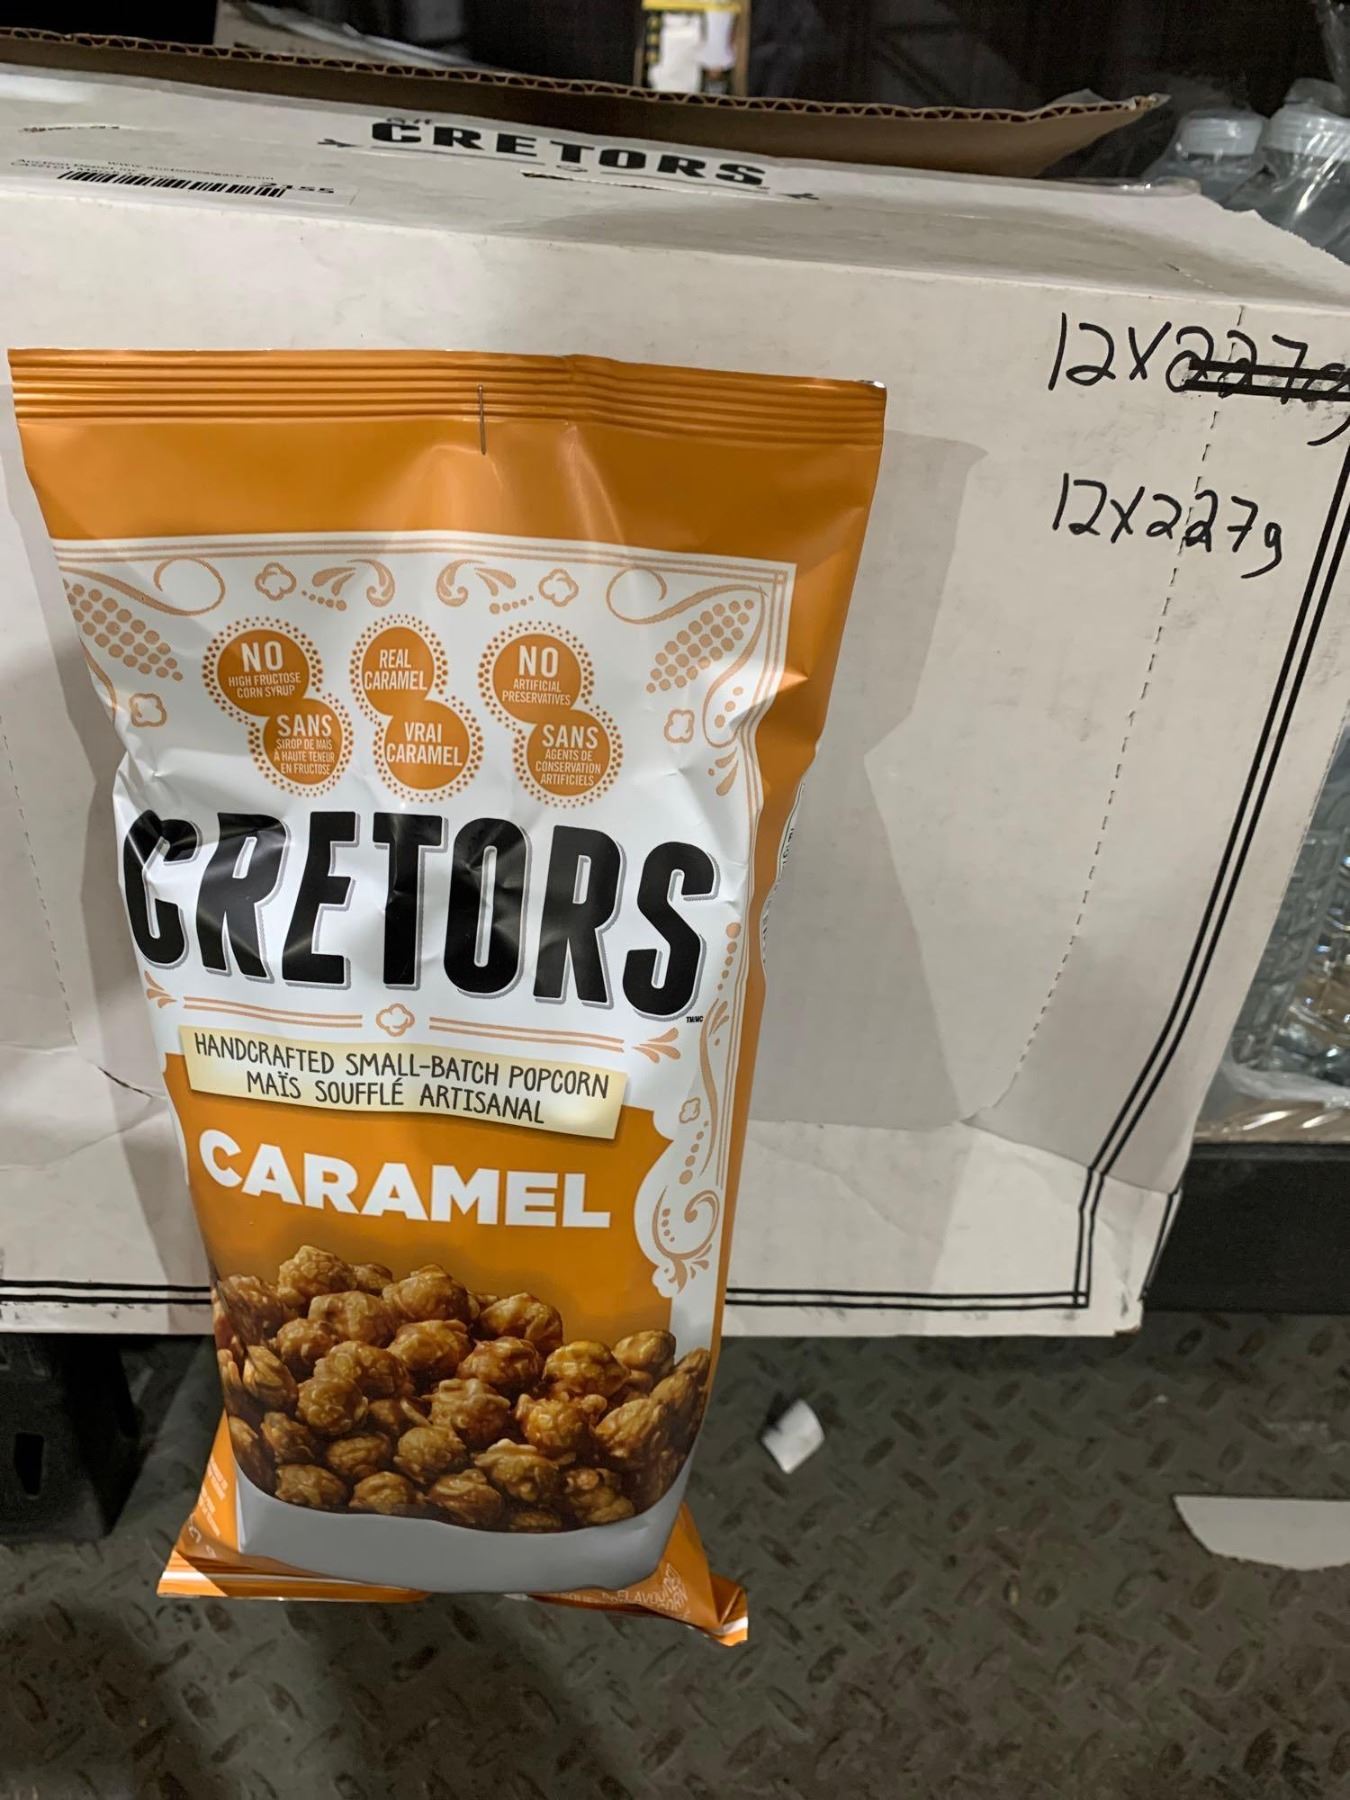 CRETORS
12X227g
12X227g
NO
HIGH FRUCTOSE
CORN SYRUP
SANS
SIROP DE MAÏS
À HAUTE TENEUR
EN FRUCTOSE
REAL
CARAMEL
VRAI
CARAMEL
NO
ARTIFICIAL
PRESERVATIVES
SANS
AGENTS DE
CONSERVATION
ARTIFICIELS
CRETORS
TM/MC
HANDCRAFTED SMALL-BATCH POPCORN
MAÏS SOUFFLÉ ARTISANAL
CARAMEL